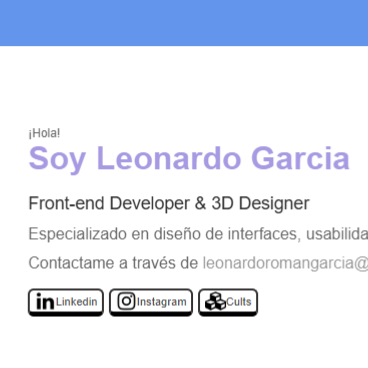 ¡Hola!
Soy Leonardo Garcia
Front-end Developer & 3D Designer
Especializado en diseño de interfaces,
Contactame a través de leonardoromangarcia@
Linkedin Instagram Cults